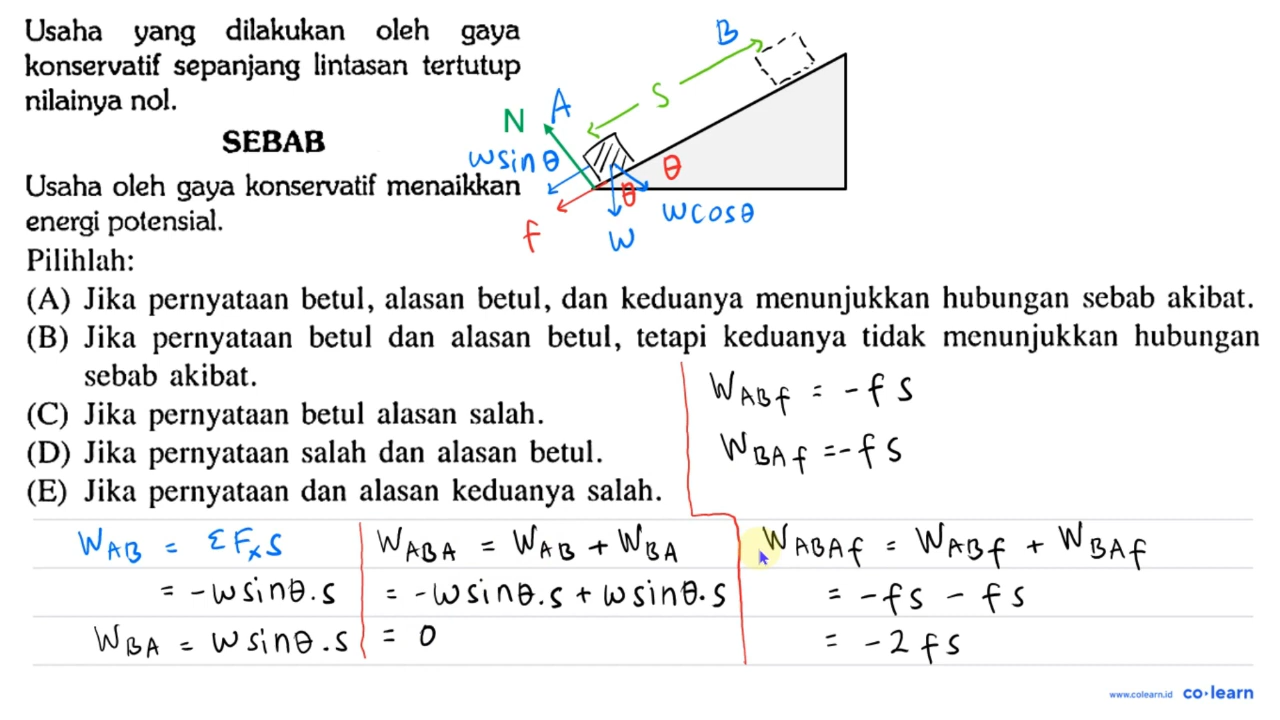 Usaha yang dilakukan oleh gaya
konservatif sepanjang lintasan tertutup
nilainya nol.
SEBAB
Usaha oleh gaya konservatif menaikkan
energi potensial.
B
S
A
N
w sin θ
θ
θ
w cos θ
f
W
Pilihlah:
(A) Jika pernyataan betul, alasan betul, dan keduanya menunjukkan hubungan sebab akibat.
(B) Jika pernyataan betul dan alasan betul, tetapi keduanya tidak menunjukkan hubungan
sebab akibat.
(C) Jika pernyataan betul alasan salah.
(D) Jika pernyataan salah dan alasan betul.
(E) Jika pernyataan dan alasan keduanya salah.
W_ABf = -f s
W_BAf = -f s
W_AB = Σ F_x s
= -w sin θ . s
W_BA = w sin θ . s
W_ABA = W_AB + W_BA
= -w sin θ . s + w sin θ . s
= 0
W_ABAf = W_ABf + W_BAf
= -fs - fs
= -2 fs
www.colearn.id co·learn